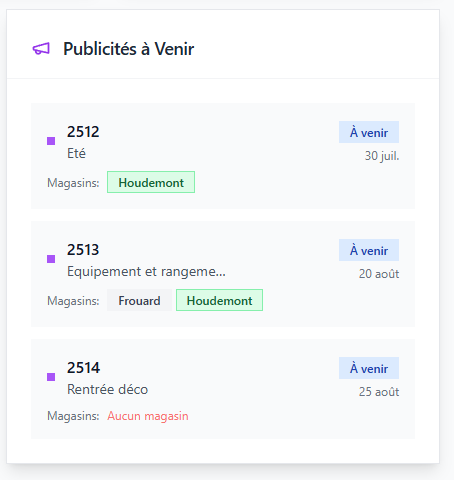 Publicités à Venir
2512
À venir
Eté
30 juil.
Magasins: Houdemont
2513
À venir
Equipement et rangeme...
20 août
Magasins: Frouard Houdemont
2514
À venir
Rentrée déco
25 août
Magasins: Aucun magasin